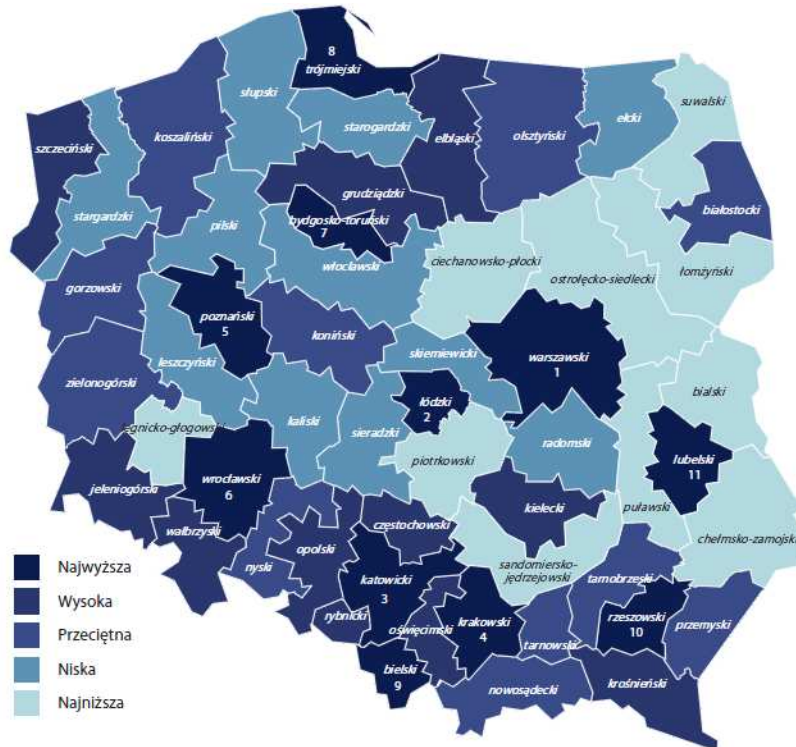 8
trójmiejski
słupski
suwalski
ełcki
starogardzki
koszaliński
elbląski
olsztyński
szczeciński
grudziądzki
białostocki
stargardzki
bydgosko-toruński
7
pilski
włocławski
ciechanowsko-płocki
ostrołęcko-siedlecki
łomżyński
gorzowski
poznański
5
koniński
skierniewicki
warszawski
1
leszczyński
zielonogórski
łódzki
2
bialski
kaliski
legnicko-głogowski
sieradzki
radomski
piotrkowski
lubelski
11
wrocławski
6
jeleniogórski
kielecki
puławski
częstochowski
wałbrzyski
chełmsko-zamojski
opolski
sandomiersko-
jędrzejowski
nyski
tarnobrzeski
katowicki
3
rybnicki
oświęcimski
krakowski
4
rzeszowski
10
przemyski
tarnowski
bielski
9
nowosądecki
krośnieński
Najwyższa
Wysoka
Przeciętna
Niska
Najniższa